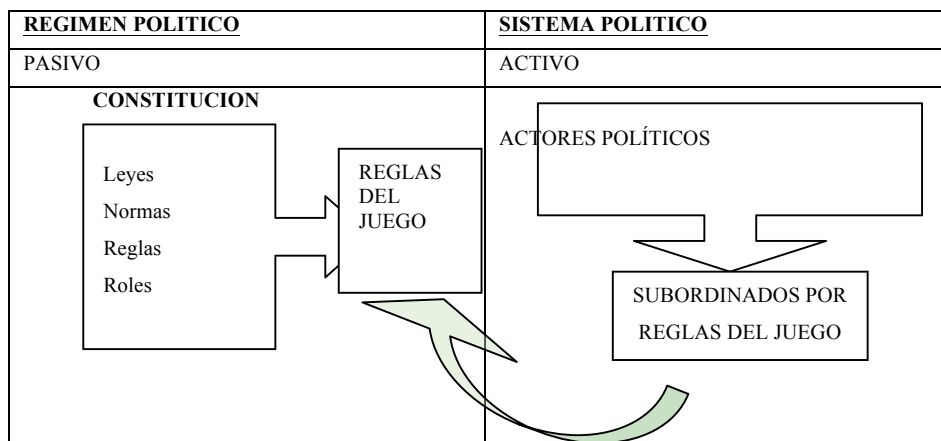 REGIMEN POLITICO
SISTEMA POLITICO
PASIVO
ACTIVO
CONSTITUCION
Leyes
Normas
Reglas
Roles
REGLAS
DEL
JUEGO
ACTORES POLÍTICOS
SUBORDINADOS POR
REGLAS DEL JUEGO